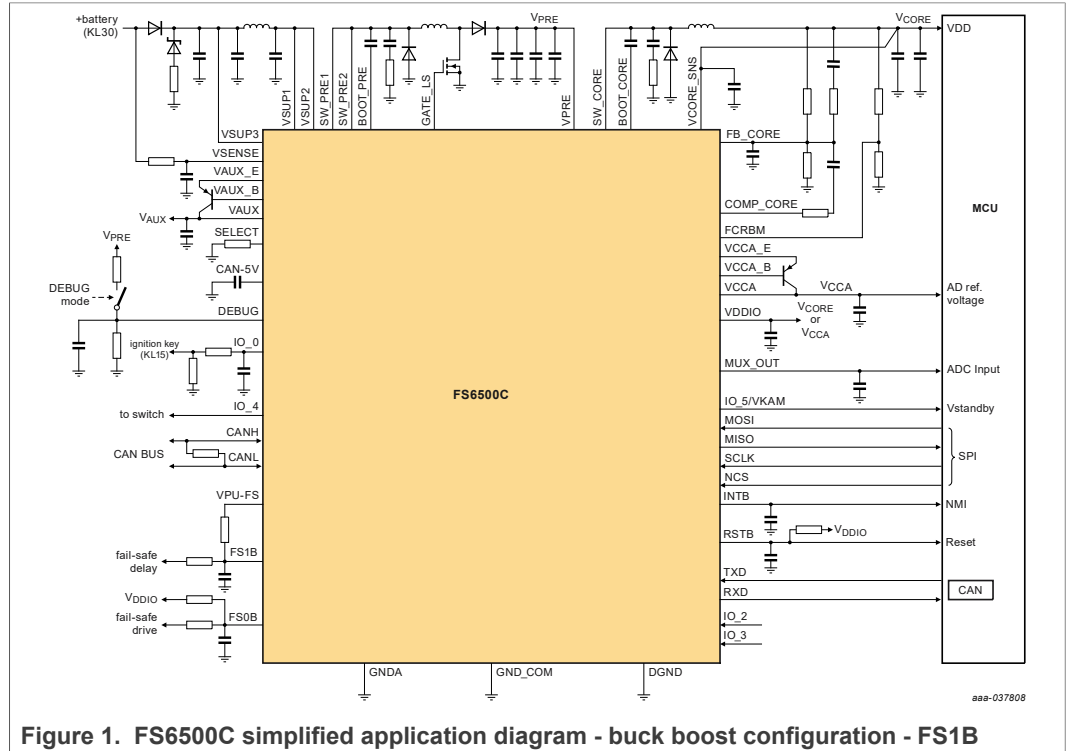 +battery
(KL30)
VSUP1
VSUP2
SW_PRE1
SW_PRE2
BOOT_PRE
GATE_LS
VPRE
VPRE
SW_CORE
BOOT_CORE
VCORE_SNS
VCORE
VDD
VSUP3
VSENSE
VAUX_E
VAUX_B
VAUX
VAUX
SELECT
VPRE
CAN-5V
DEBUG
mode
DEBUG
ignition key
(KL15)
IO_0
to switch
IO_4
CANH
CAN BUS
CANL
VPU-FS
fail-safe
delay
FS1B
VDDIO
fail-safe
drive
FS0B
FS6500C
GNDA
GND_COM
DGND
FB_CORE
COMP_CORE
FCRBM
VCCA_E
VCCA_B
VCCA
VCCA
VDDIO
VCORE
or
VCCA
MUX_OUT
IO_5/VKAM
MOSI
MISO
SCLK
NCS
INTB
RSTB
VDDIO
TXD
RXD
IO_2
IO_3
MCU
AD ref.
voltage
ADC Input
Vstandby
SPI
NMI
Reset
CAN
aaa-037808
Figure 1. FS6500C simplified application diagram - buck boost configuration - FS1B